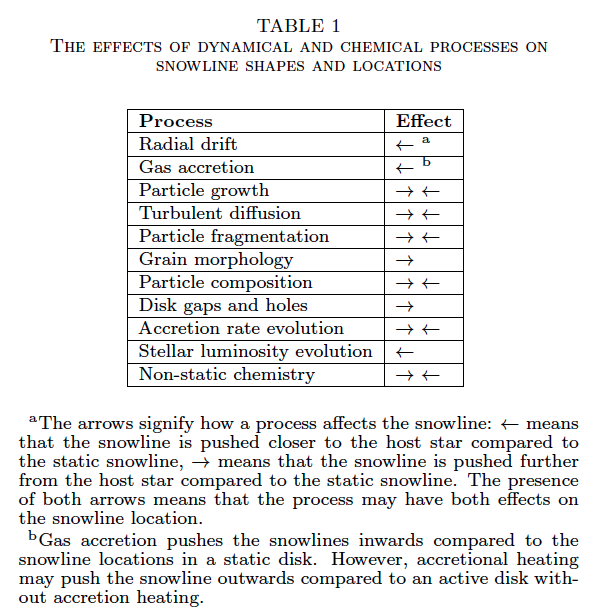 TABLE 1
The effects of dynamical and chemical processes on
snowline shapes and locations
Process Effect
Radial drift ← a
Gas accretion ← b
Particle growth → ←
Turbulent diffusion → ←
Particle fragmentation → ←
Grain morphology →
Particle composition → ←
Disk gaps and holes →
Accretion rate evolution → ←
Stellar luminosity evolution ←
Non-static chemistry → ←
aThe arrows signify how a process affects the snowline: ← means
that the snowline is pushed closer to the host star compared to
the static snowline, → means that the snowline is pushed further
from the host star compared to the static snowline. The presence
of both arrows means that the process may have both effects on
the snowline location.
bGas accretion pushes the snowlines inwards compared to the
snowline locations in a static disk. However, accretional heating
may push the snowline outwards compared to an active disk with-
out accretion heating.